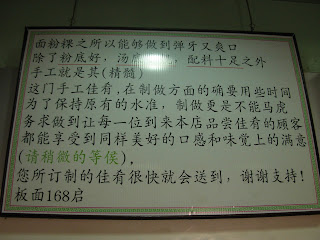 面粉粿之所以能够做到弹牙又爽口
除了粉底好，汤 ，配料十足之外
手工就是其(精髓)
这门手工佳肴,在制做方面的确要用些时间
为了保持原有的水准，制做更是不能马虎
务求做到让每一位到来本店品尝佳肴的顾客
都能享受到同样美好的口感和味觉上的满意
(请稍微的等侯),
您所订制的佳肴很快就会送到，谢谢支持！
板面168启